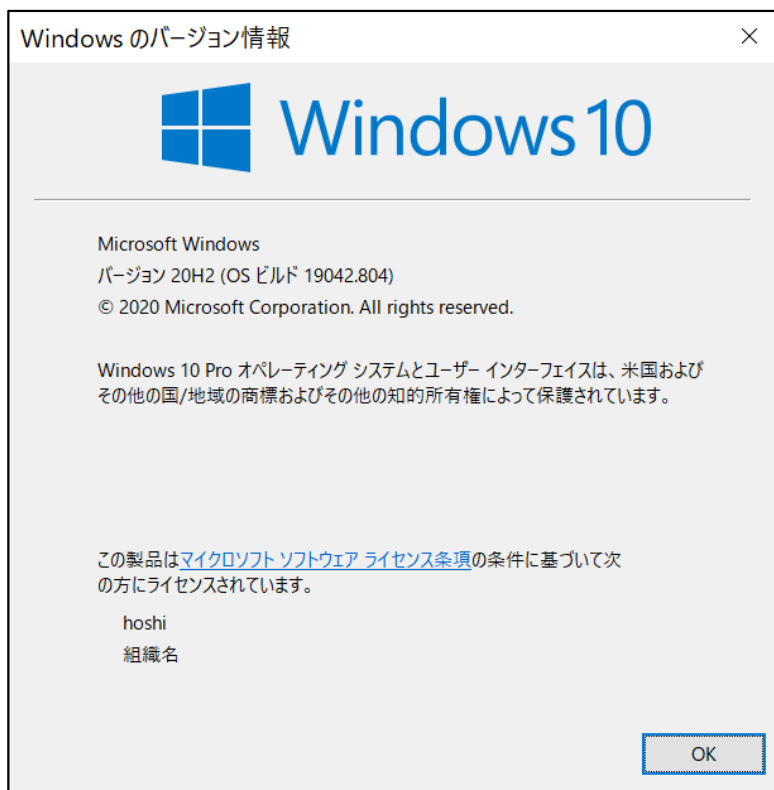 Windows のバージョン情報
Windows 10
Microsoft Windows
バージョン 20H2 (OS ビルド 19042.804)
© 2020 Microsoft Corporation. All rights reserved.
Windows 10 Pro オペレーティング システムとユーザー インターフェイスは、米国および
その他の国/地域の商標およびその他の知的所有権によって保護されています。
この製品はマイクロソフト ソフトウェア ライセンス条項の条件に基づいて次
の方にライセンスされています。
hoshi
組織名
OK